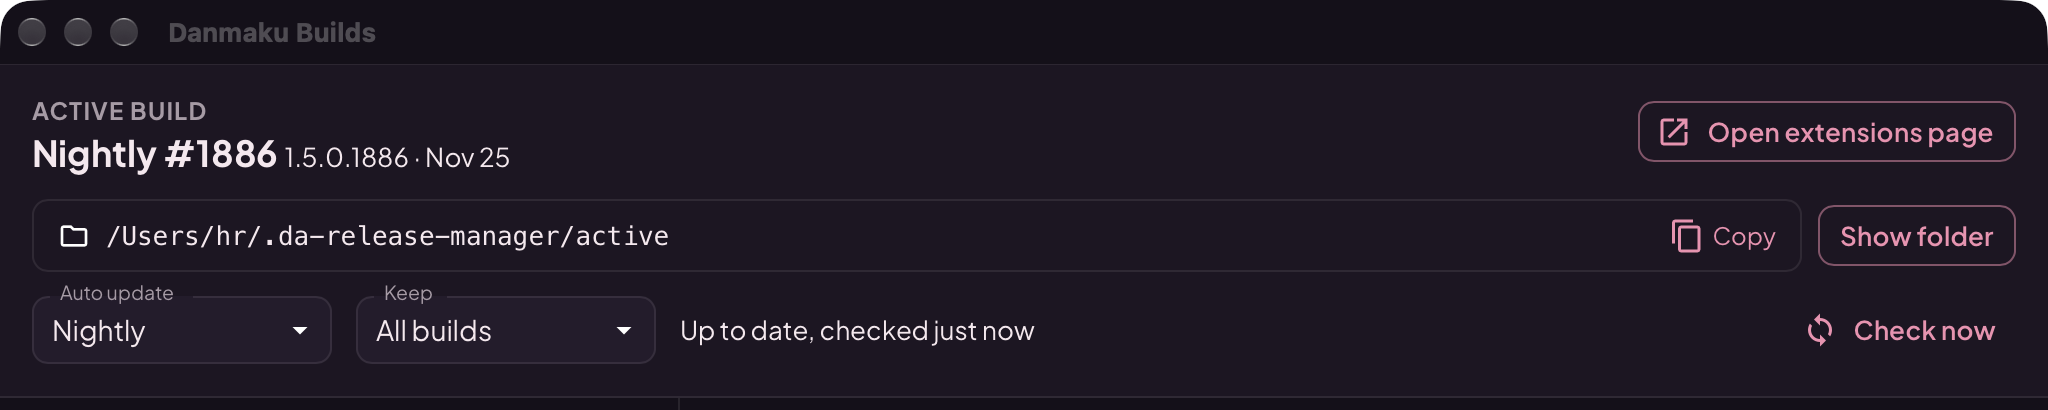 Danmaku Builds
ACTIVE BUILD
Nightly #1886 1.5.0.1886 · Nov 25
Open extensions page
/Users/hr/.da-release-manager/active
Copy
Show folder
Auto update
Nightly
Keep
All builds
Up to date, checked just now
Check now